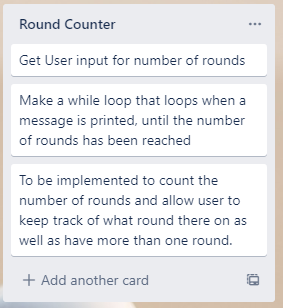 Round Counter
Get User input for number of rounds
Make a while loop that loops when a
message is printed, until the number
of rounds has been reached
To be implemented to count the
number of rounds and allow user to
keep track of what round there on as
well as have more than one round.
+ Add another card